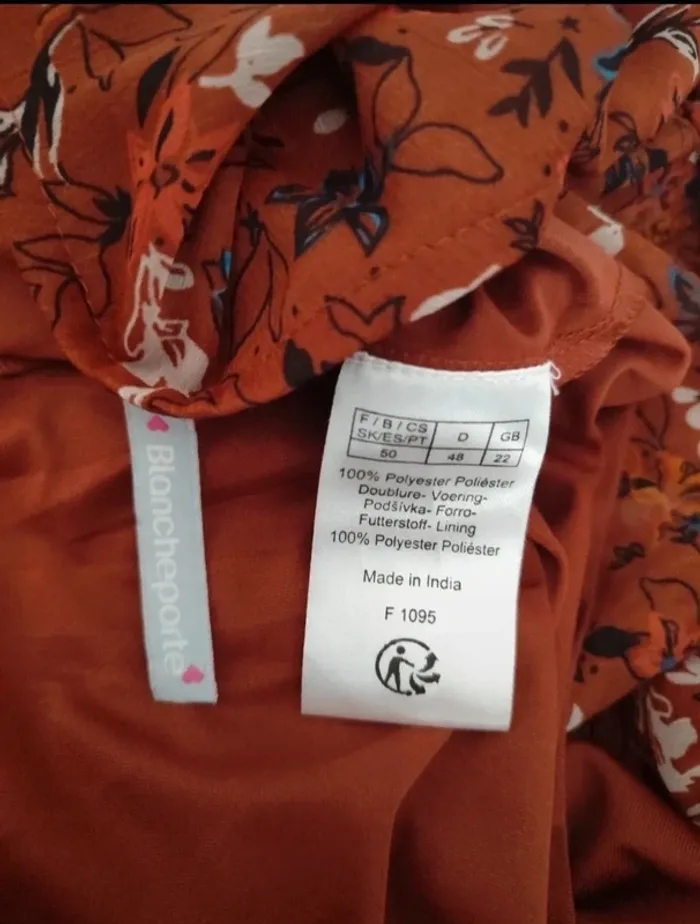 Blancheporte
F / B / CS
SK/ES/PT
D
GB
50
48
22
100% Polyester Poliéster
Doublure- Voering-
Podšívka- Forro-
Futterstoff- Lining
100% Polyester Poliéster
Made in India
F 1095